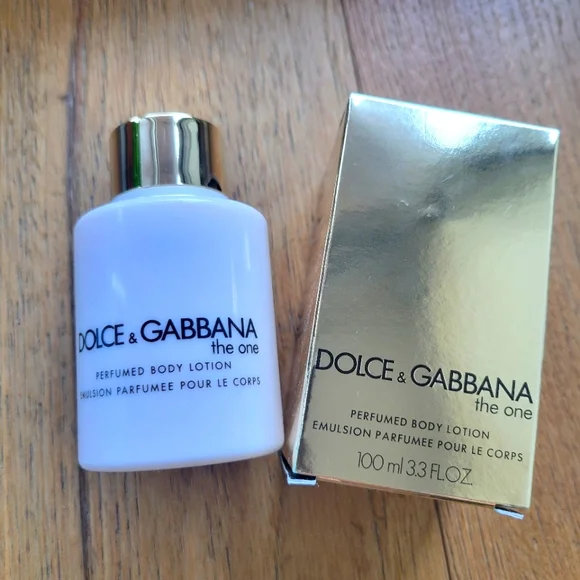 DOLCE & GABBANA
the one
PERFUMED BODY LOTION
EMULSION PARFUMEE POUR LE CORPS
DOLCE & GABBANA
the one
PERFUMED BODY LOTION
EMULSION PARFUMEE POUR LE CORPS
100 ml 3.3 FL.OZ.